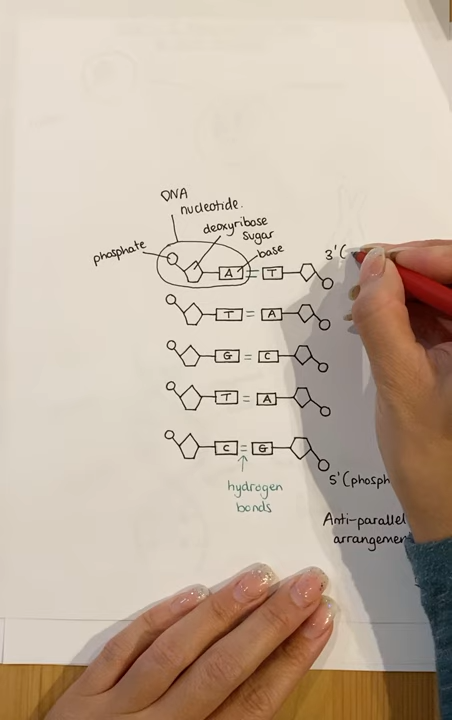 DNA
nucleotide.
deoxyribose
sugar
phosphate
base
3'(
A = T
T = A
G = C
T = A
C = G
5'(phosph
hydrogen
bonds
Anti-parallel
arrangemen